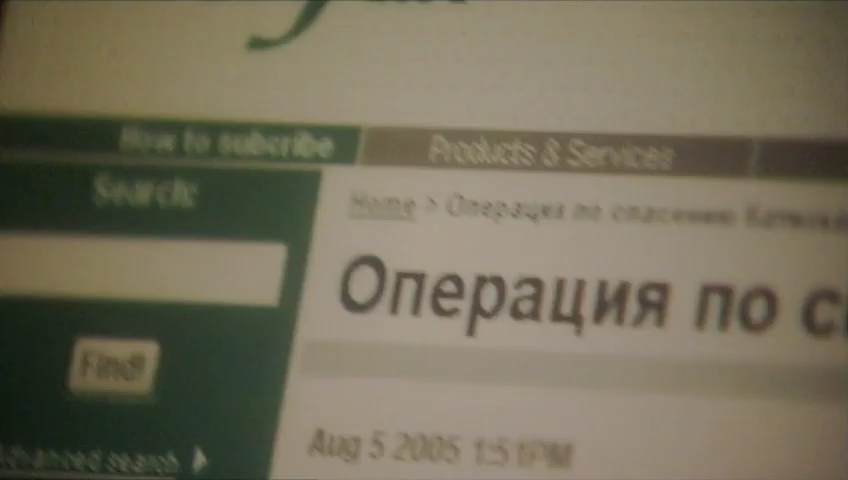 How to subcribe
Products & Services
Search:
Home > Операция по спасению
Операция по
Find!
Advanced search
Aug 5 2005 1:51PM